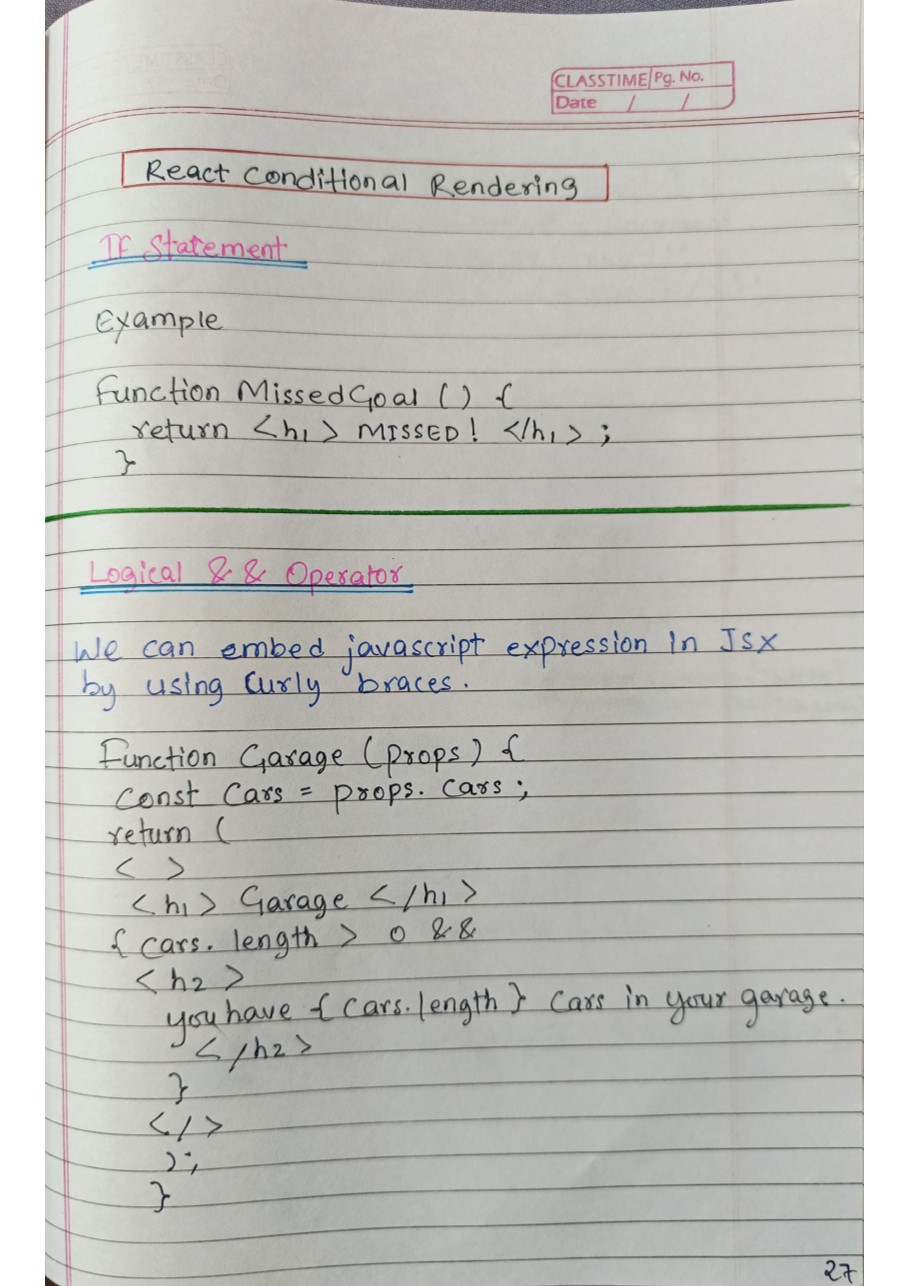 CLASSTIME Pg. No.
Date / /
React Conditional Rendering
If Statement
Example
Function MissedGoal () {
return <h1> MISSED! </h1> ;
}
Logical && Operator
We can embed javascript expression in JSX
by using Curly braces.
Function Garage (props) {
Const Cars = props. Cars ;
return (
< >
<h1> Garage </h1>
{ cars. length > 0 &&
<h2>
you have { Cars.length } Cars in your garage.
</h2>
}
</>
);
}
27